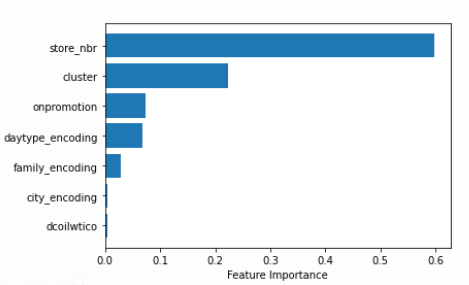 store_nbr
cluster
onpromotion
daytype_encoding
family_encoding
city_encoding
dcoilwtico
0.0 0.1 0.2 0.3 0.4 0.5 0.6
Feature Importance